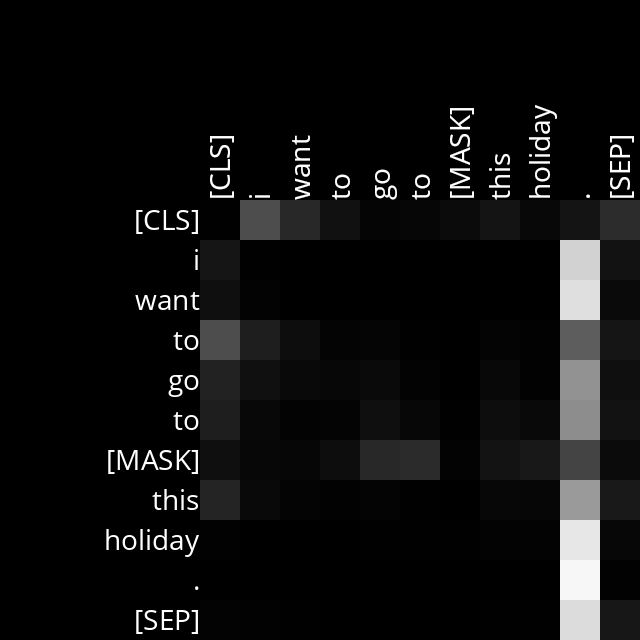 [CLS] i want to go to [MASK] this holiday . [SEP]
[CLS]
i
want
to
go
to
[MASK]
this
holiday
.
[SEP]